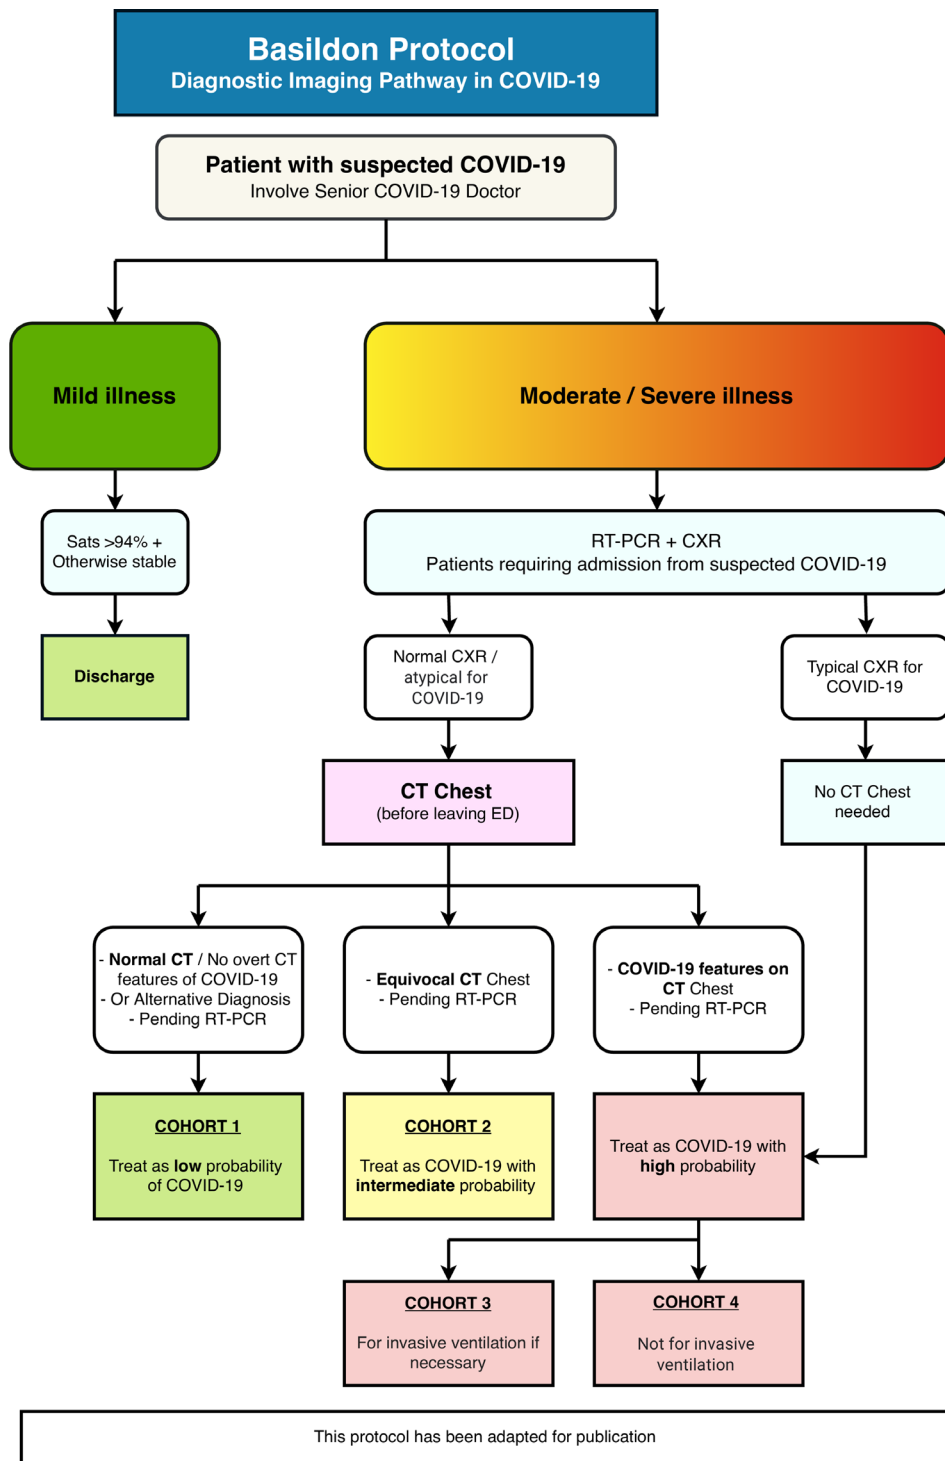 Basildon Protocol
Diagnostic Imaging Pathway in COVID-19
Patient with suspected COVID-19
Involve Senior COVID-19 Doctor
Mild illness
Moderate / Severe illness
Sats >94% +
Otherwise stable
RT-PCR + CXR
Patients requiring admission from suspected COVID-19
Discharge
Normal CXR /
atypical for
COVID-19
Typical CXR for
COVID-19
CT Chest
(before leaving ED)
No CT Chest
needed
- Normal CT / No overt CT
features of COVID-19
- Or Alternative Diagnosis
- Pending RT-PCR
- Equivocal CT Chest
- Pending RT-PCR
- COVID-19 features on
CT Chest
- Pending RT-PCR
COHORT 1
Treat as low probability
of COVID-19
COHORT 2
Treat as COVID-19 with
intermediate probability
Treat as COVID-19 with
high probability
COHORT 3
For invasive ventilation if
necessary
COHORT 4
Not for invasive
ventilation
This protocol has been adapted for publication